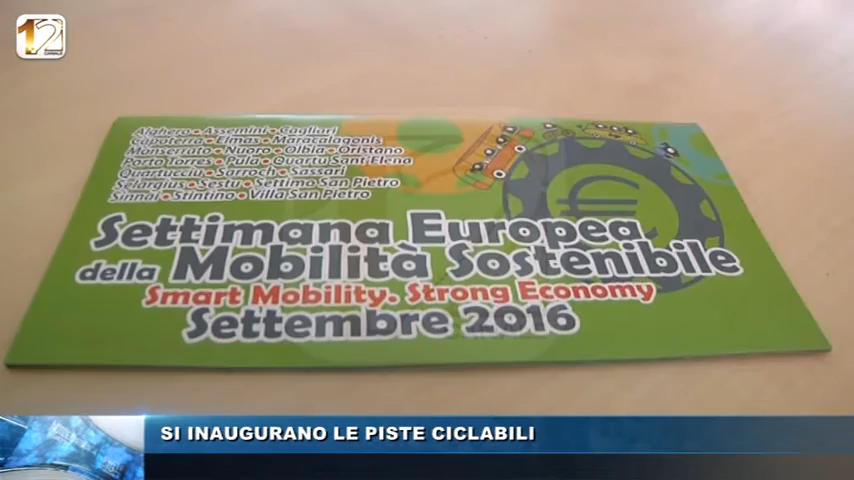 12
Alghero • Assemini • Cagliari
Capoterra • Elmas • Maracalagonis
Monserrato • Nuoro • Olbia • Oristano
Porto Torres • Pula • Quartu Sant'Elena
Quartucciu • Sarroch • Sassari
Selargius • Sestu • Settimo San Pietro
Sinnai • Stintino • Villa San Pietro
€
Settimana Europea
della Mobilità Sostenibile
Smart Mobility. Strong Economy
Settembre 2016
SI INAUGURANO LE PISTE CICLABILI